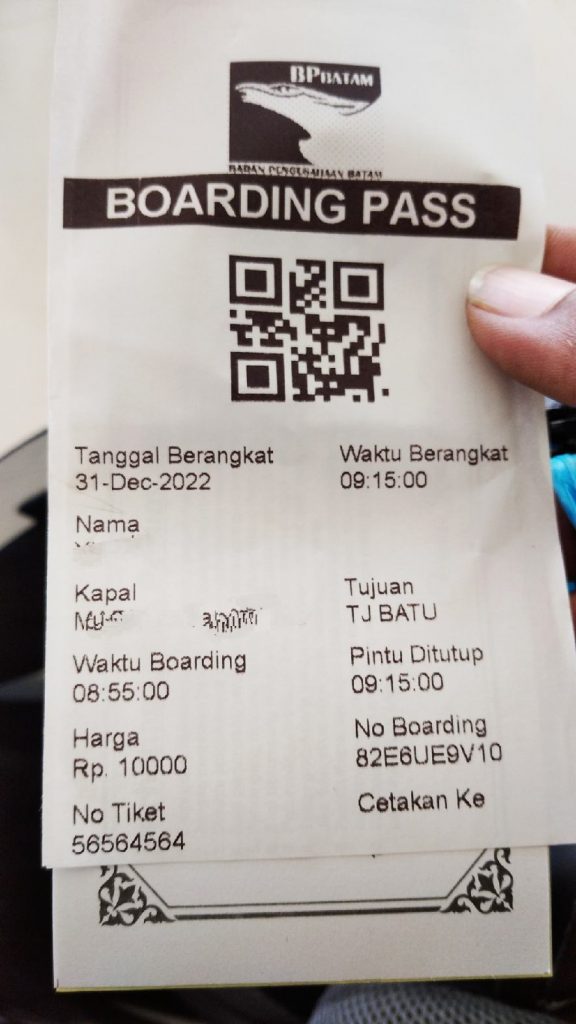 BPBATAM
BADAN PENGUSAHAAN BATAM
BOARDING PASS
Tanggal Berangkat
31-Dec-2022
Waktu Berangkat
09:15:00
Nama
Kapal
Tujuan
TJ BATU
Waktu Boarding
08:55:00
Pintu Ditutup
09:15:00
Harga
Rp. 10000
No Boarding
82E6UE9V10
No Tiket
56564564
Cetakan Ke